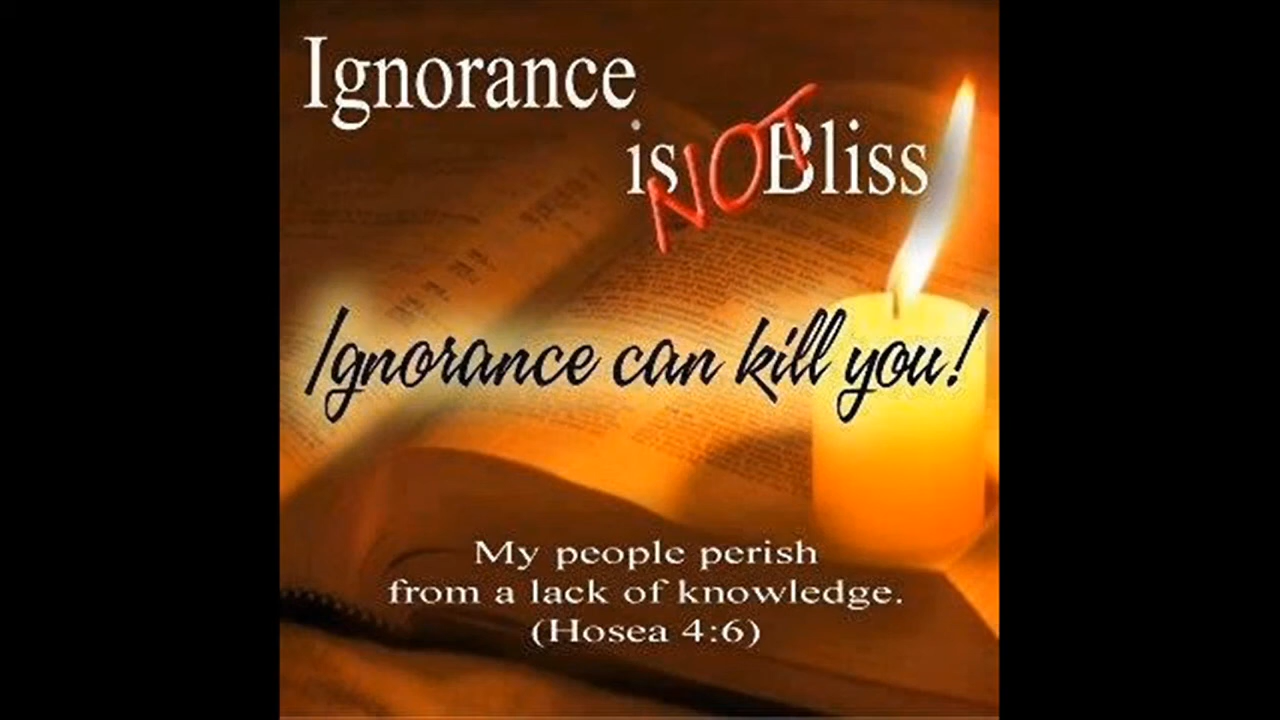 Ignorance
is NOT Bliss
Ignorance can kill you!
My people perish
from a lack of knowledge.
(Hosea 4:6)